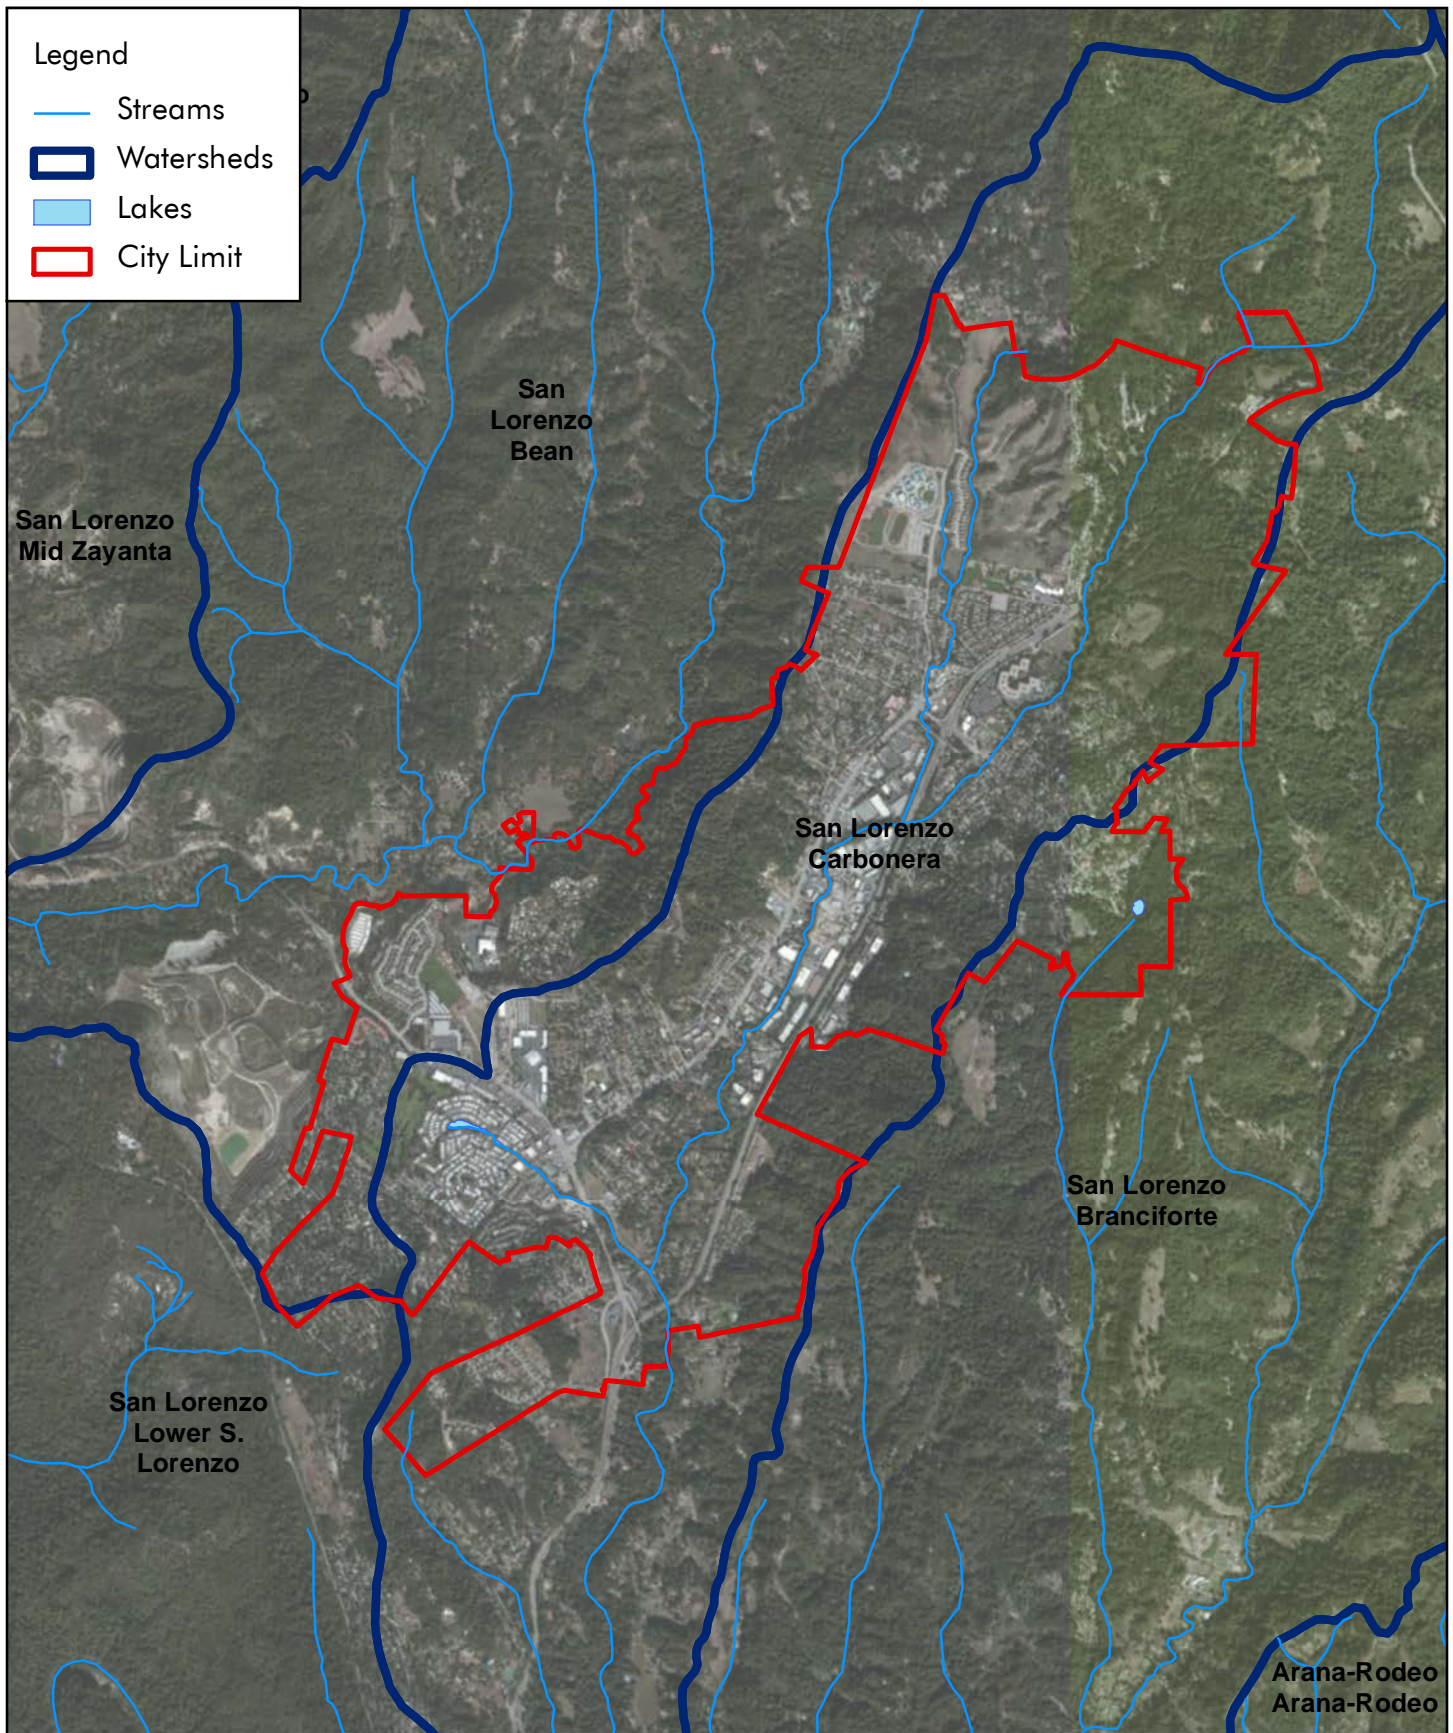 Legend
Streams
Watersheds
Lakes
City Limit
San
Lorenzo
Bean
San Lorenzo
Mid Zayanta
San Lorenzo
Carbonera
San Lorenzo
Branciforte
San Lorenzo
Lower S.
Lorenzo
Arana-Rodeo
Arana-Rodeo